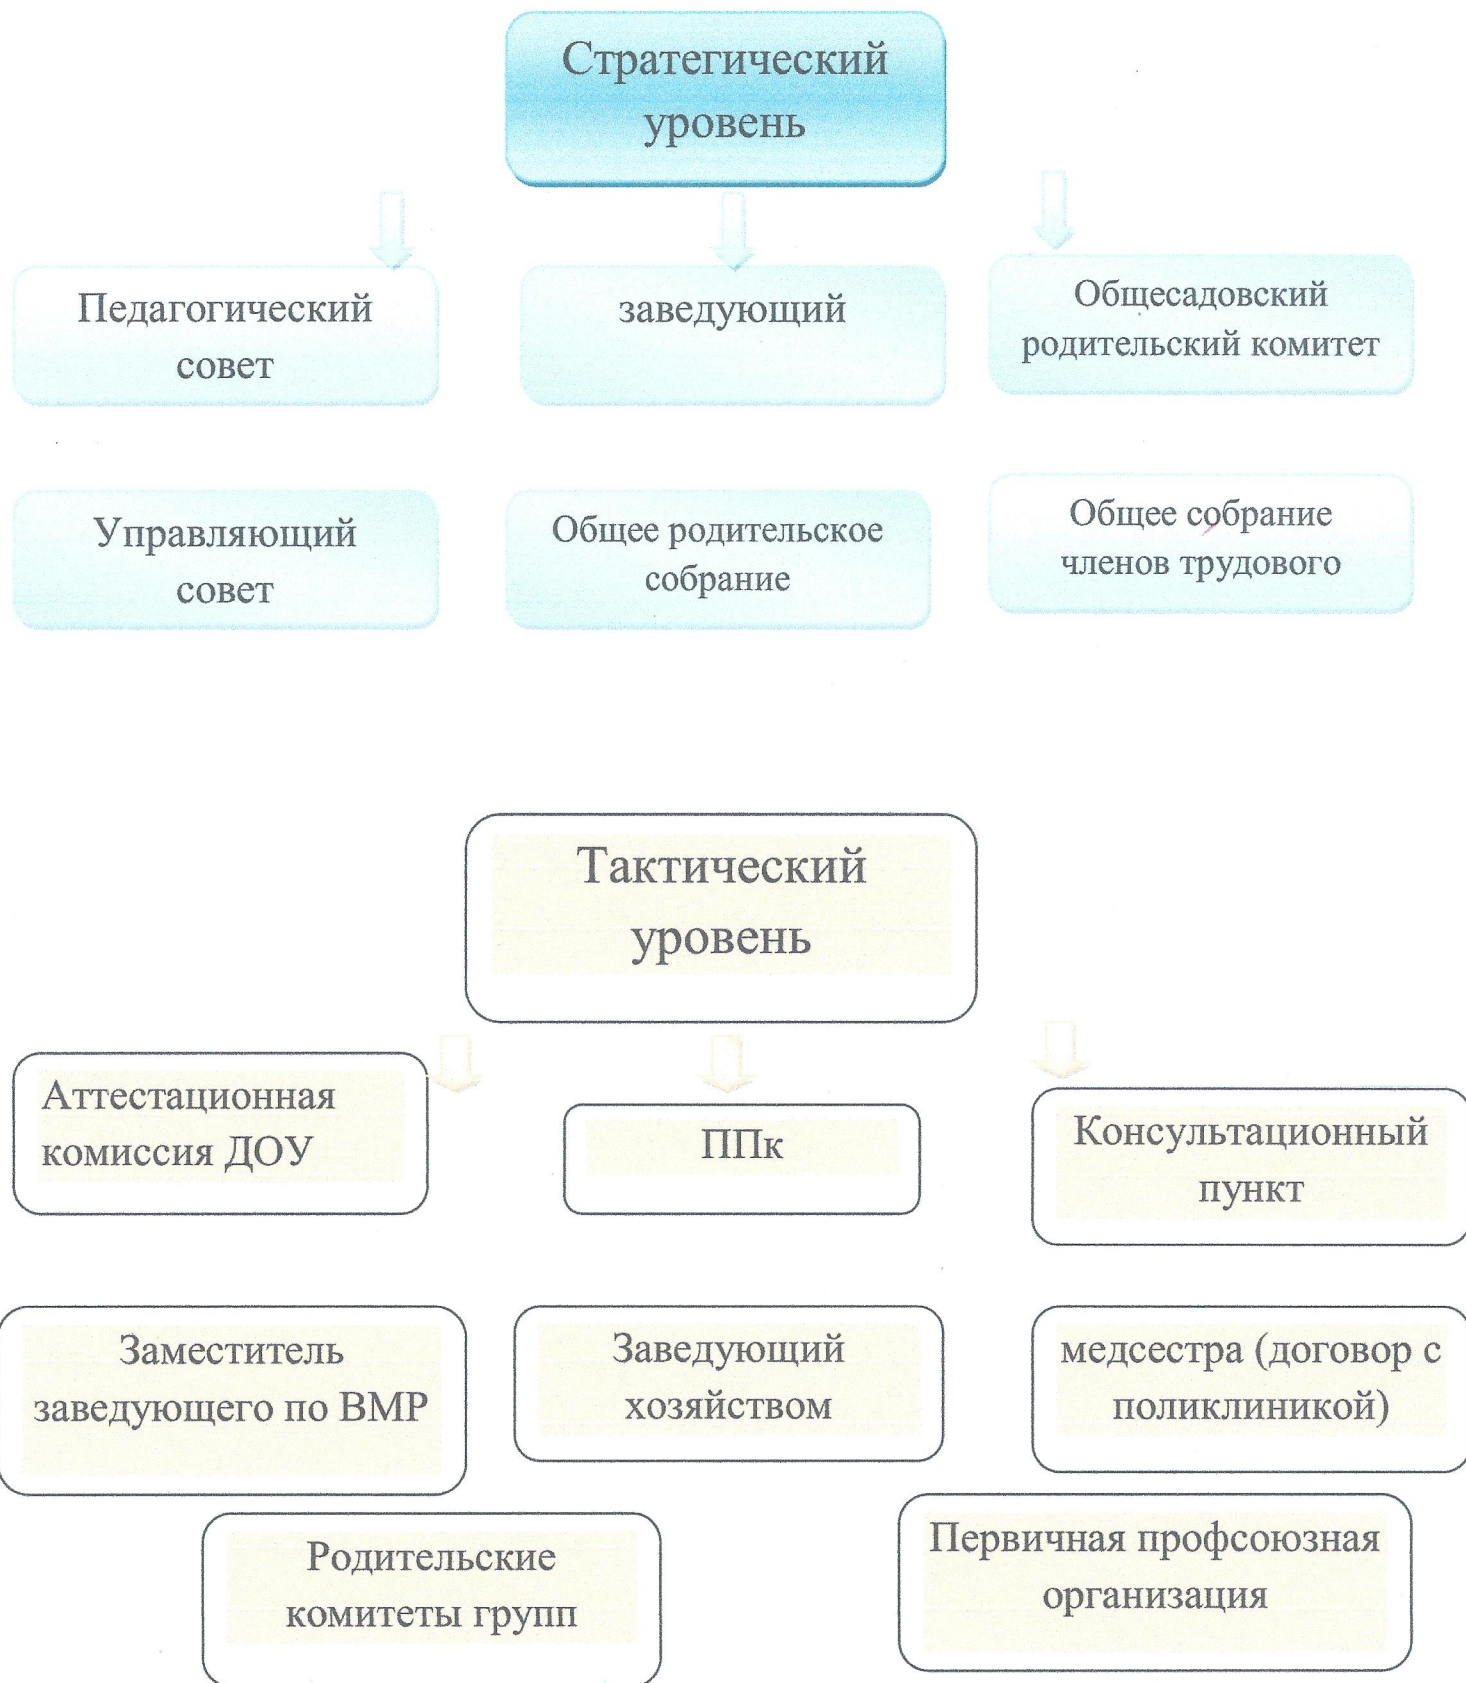 Стратегический
уровень
Педагогический
совет
заведующий
Общесадовский
родительский комитет
Управляющий
совет
Общее родительское
собрание
Общее собрание
членов трудового
Тактический
уровень
Аттестационная
комиссия ДОУ
ППк
Консультационный
пункт
Заместитель
заведующего по ВМР
Заведующий
хозяйством
медсестра (договор с
поликлиникой)
Родительские
комитеты групп
Первичная профсоюзная
организация